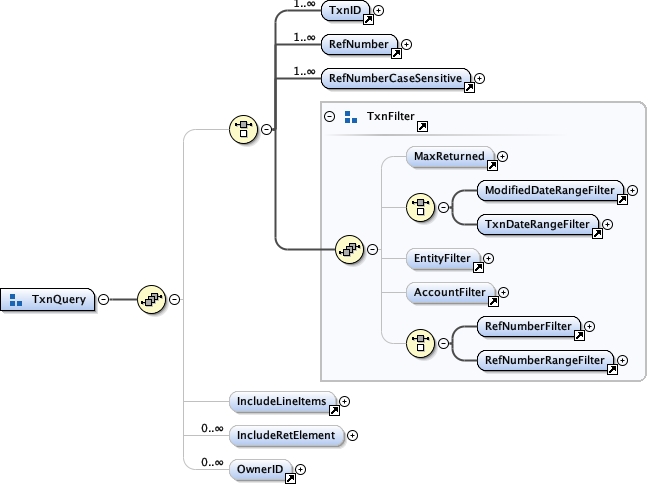 1..∞
TxnID
1..∞
RefNumber
1..∞
RefNumberCaseSensitive
TxnFilter
MaxReturned
ModifiedDateRangeFilter
TxnDateRangeFilter
EntityFilter
AccountFilter
RefNumberFilter
RefNumberRangeFilter
TxnQuery
IncludeLineItems
0..∞
IncludeRetElement
0..∞
OwnerID